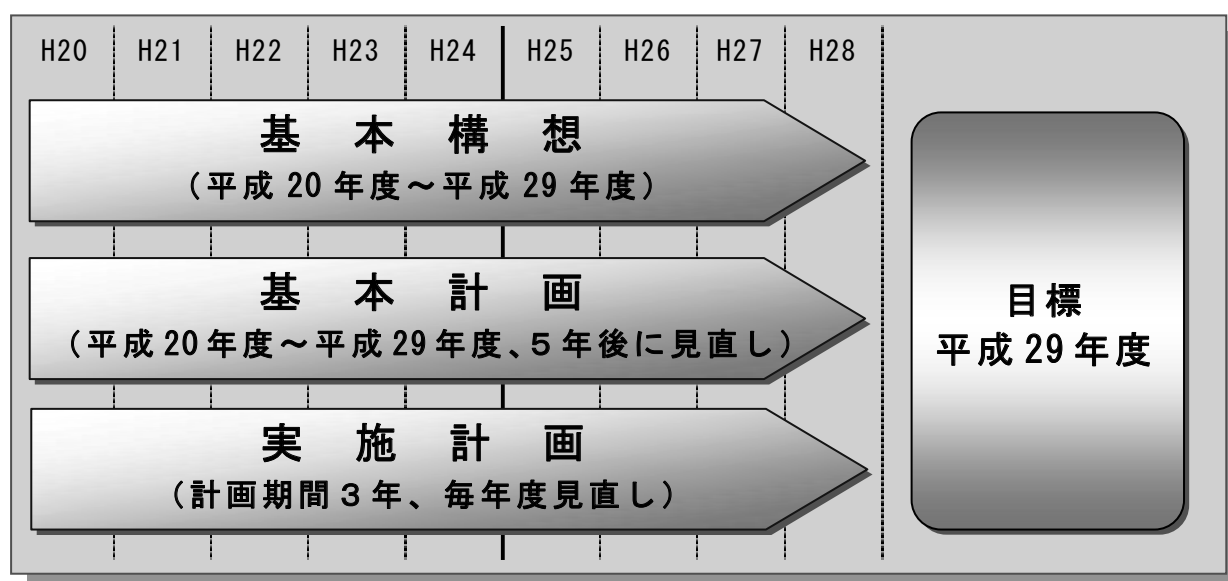 H20 H21 H22 H23 H24 H25 H26 H27 H28
基本構想
(平成20年度~平成29年度)
基本計画
(平成20年度~平成29年度、5年後に見直し)
実施計画
(計画期間3年、毎年度見直し)
目標
平成29年度